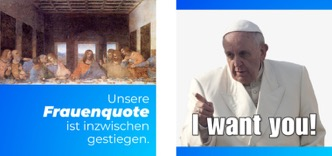 Unsere
Frauenquote
ist inzwischen
gestiegen.
I want you!